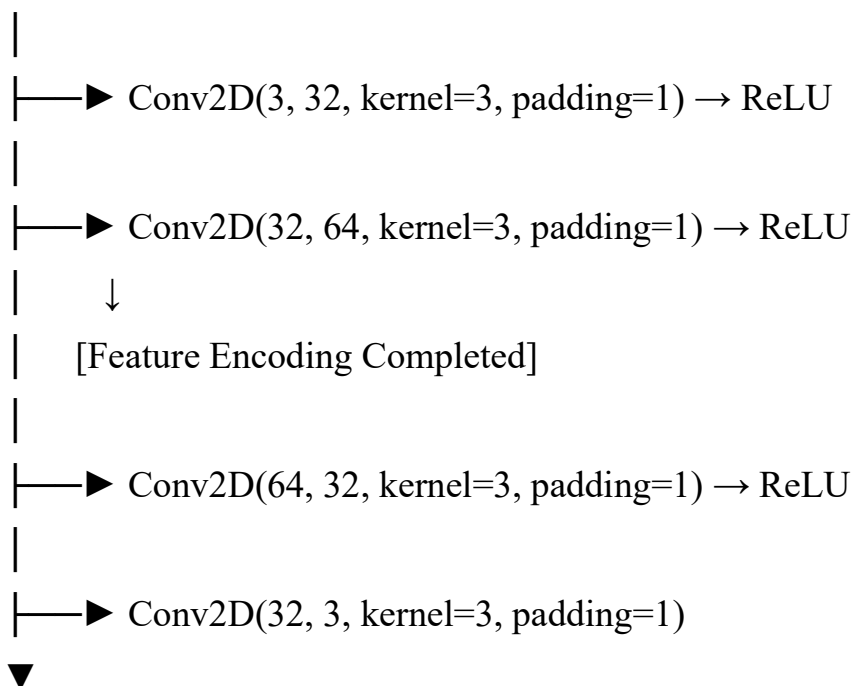 Conv2D(3, 32, kernel=3, padding=1) → ReLU
Conv2D(32, 64, kernel=3, padding=1) → ReLU
↓
[Feature Encoding Completed]
Conv2D(64, 32, kernel=3, padding=1) → ReLU
Conv2D(32, 3, kernel=3, padding=1)